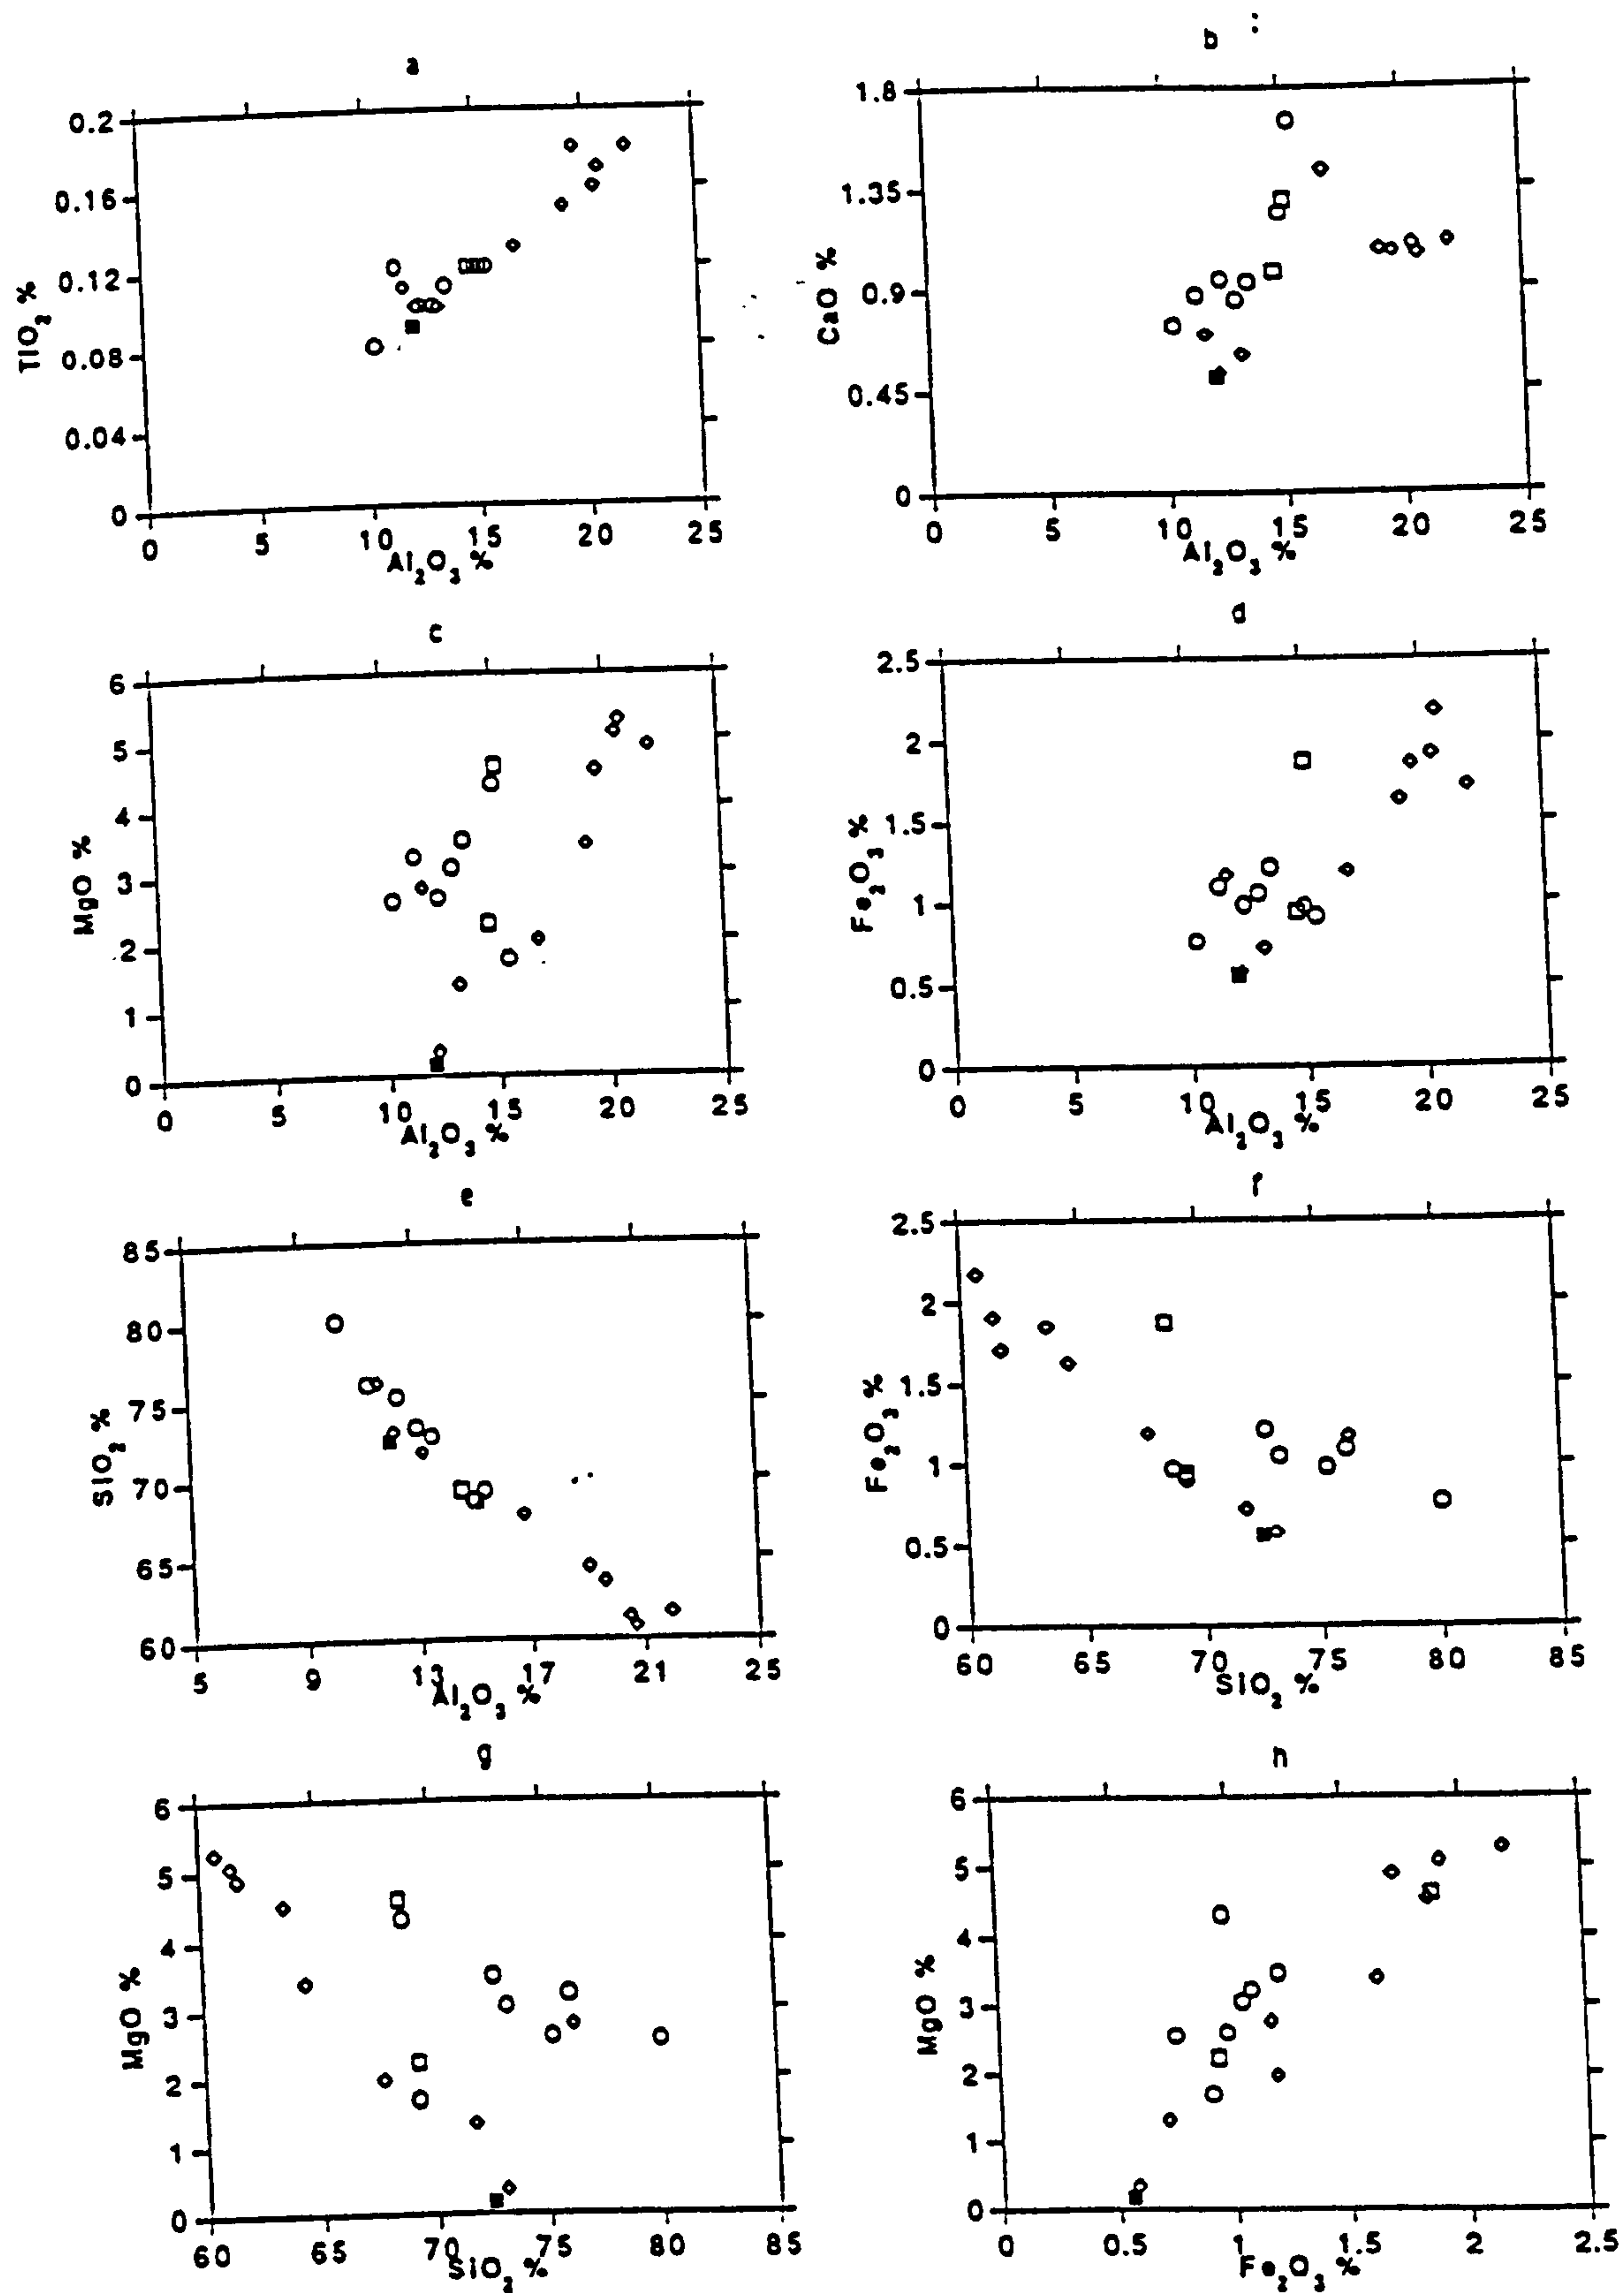 a
0.2
0.16
0.12
0.08
0.04
0
TiO₂ %
0 5 10 15 20 25
Al₂O₃ %
b
1.8
1.35
0.9
0.45
0
CaO %
0 5 10 15 20 25
Al₂O₃ %
c
6
5
4
3
2
1
0
MgO %
0 5 10 15 20 25
Al₂O₃ %
d
2.5
2
1.5
1
0.5
0
Fe₂O₃ %
0 5 10 15 20 25
Al₂O₃ %
e
85
80
75
70
65
60
SiO₂ %
5 9 13 17 21 25
Al₂O₃ %
f
2.5
2
1.5
1
0.5
0
Fe₂O₃ %
60 65 70 75 80 85
SiO₂ %
g
6
5
4
3
2
1
0
MgO %
60 65 70 75 80 85
SiO₂ %
h
6
5
4
3
2
1
0
MgO %
0 0.5 1 1.5 2 2.5
Fe₂O₃ %